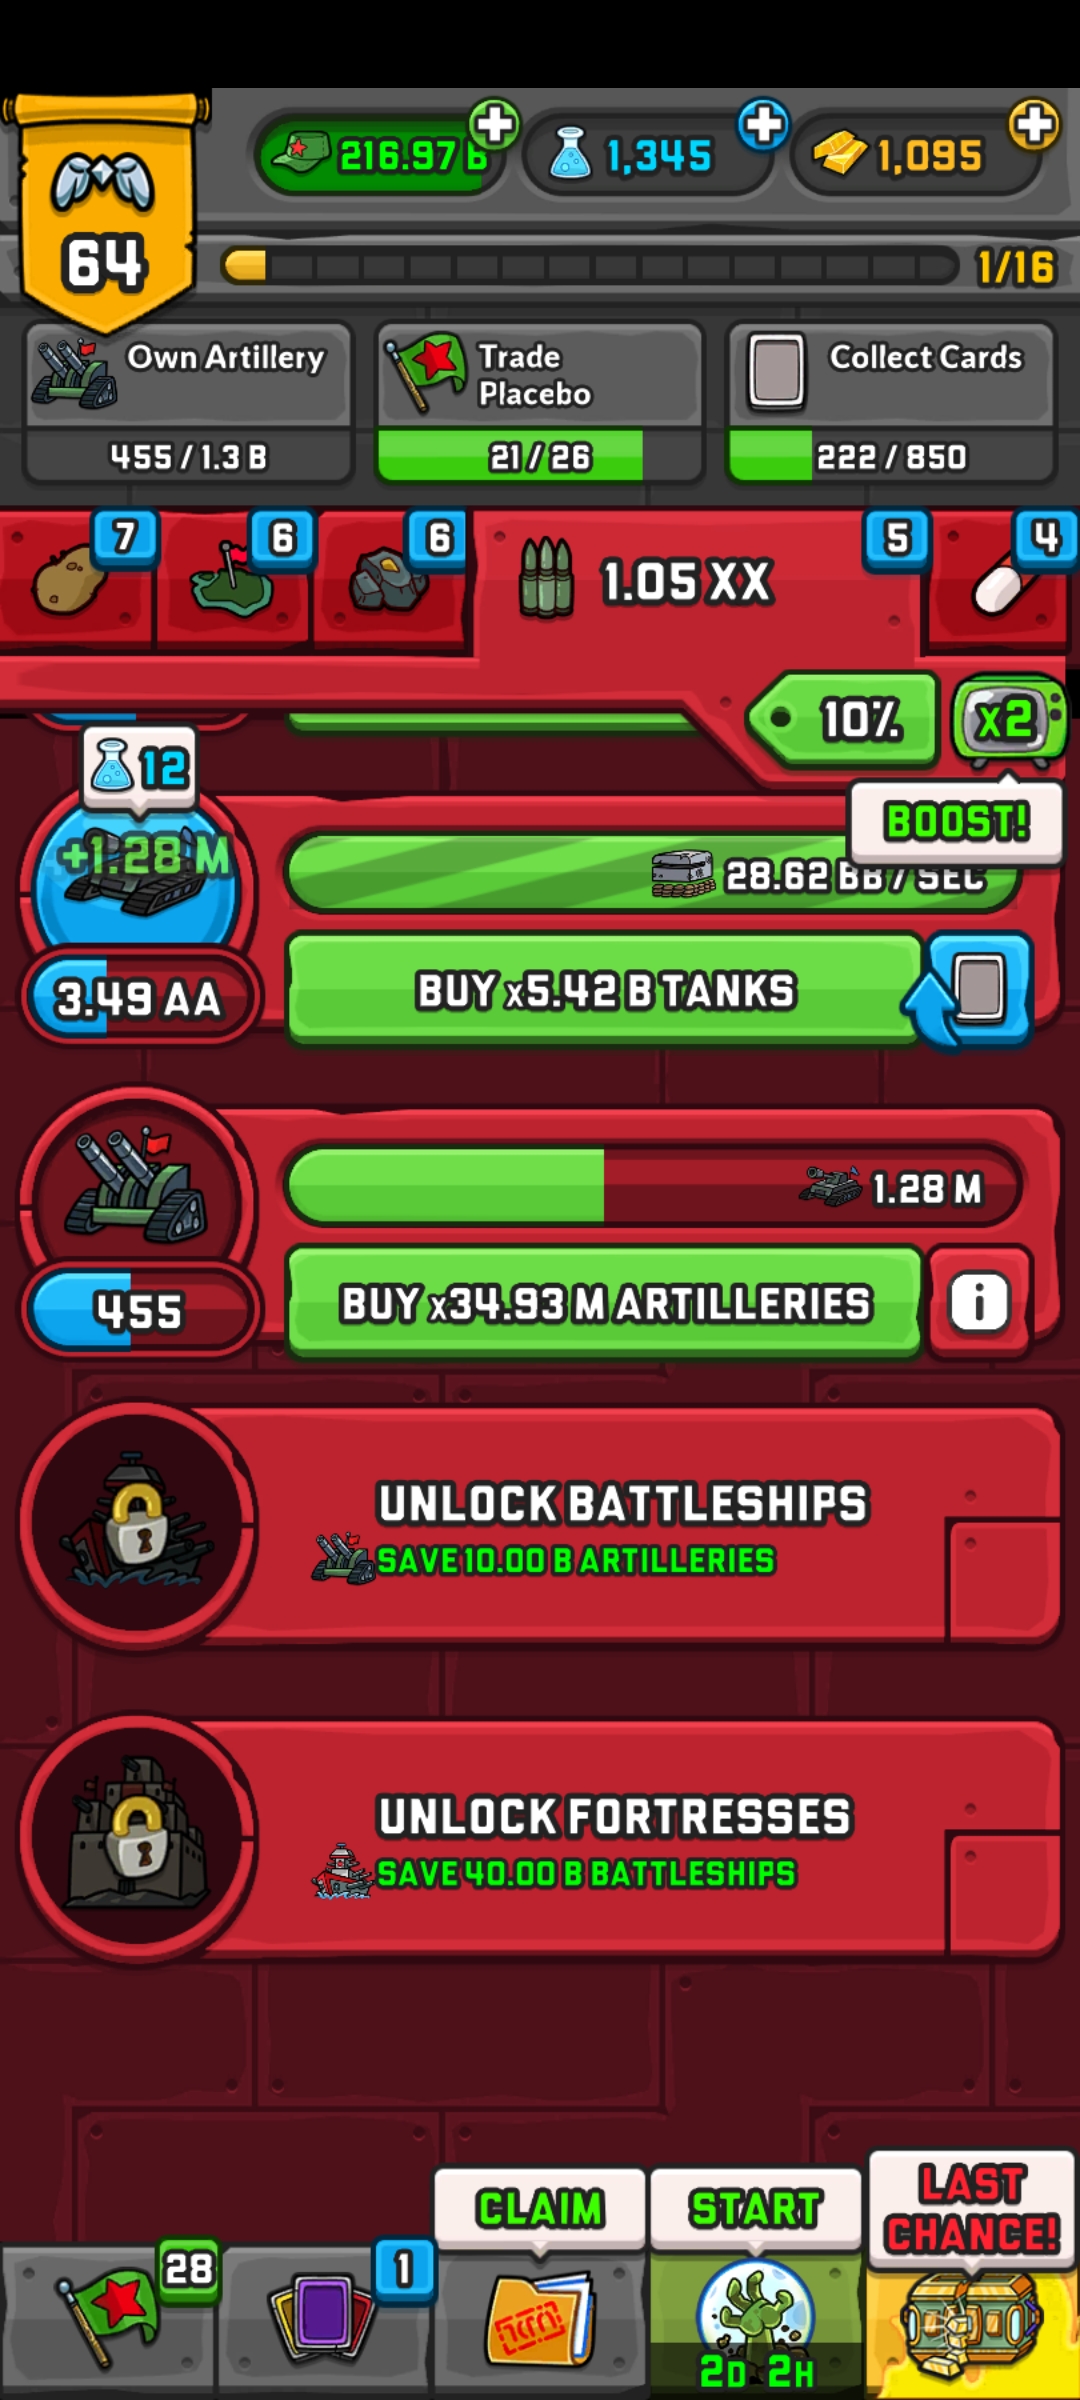 216.97 B
1,345
1,095
64
1/16
Own Artillery
455 / 1.3 B
Trade
Placebo
21 / 26
Collect Cards
222 / 850
7
6
6
1.05 XX
5
4
10%
x2
BOOST!
12
+1.28 M
28.62 BB / SEC
3.49 AA
BUY x5.42 B TANKS
1.28 M
455
BUY x34.93 M ARTILLERIES
i
UNLOCK BATTLESHIPS
SAVE 10.00 B ARTILLERIES
UNLOCK FORTRESSES
SAVE 40.00 B BATTLESHIPS
CLAIM
START
LAST
CHANCE!
28
1
2D 2H